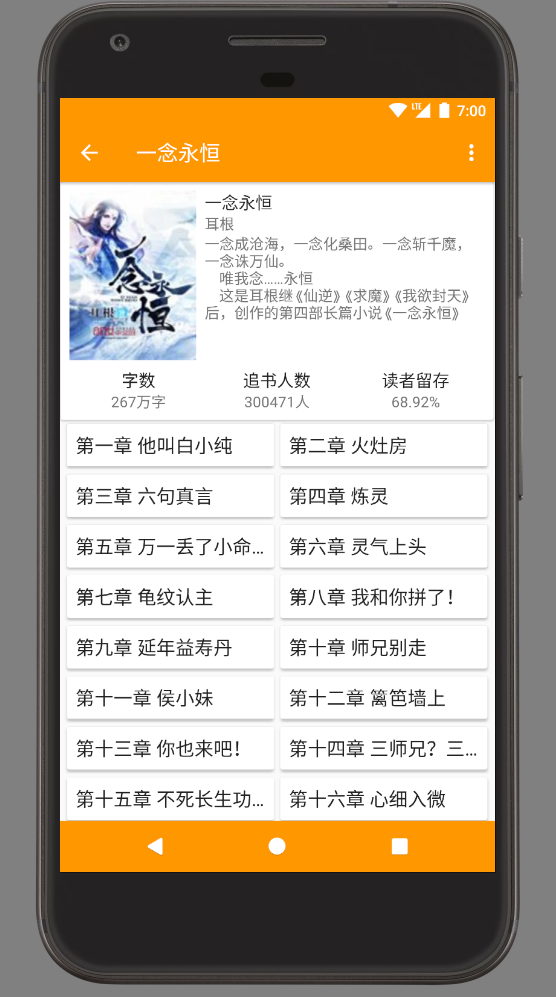 LTE 7:00
一念永恒
一念永恒
耳根
一念成沧海，一念化桑田。一念斩千魔，
一念诛万仙。
唯我念……永恒
这是耳根继《仙逆》《求魔》《我欲封天》
后，创作的第四部长篇小说《一念永恒》
一念永恒
耳根
字数 追书人数 读者留存
267万字 300471人 68.92%
第一章 他叫白小纯 第二章 火灶房
第三章 六句真言 第四章 炼灵
第五章 万一丢了小命... 第六章 灵气上头
第七章 龟纹认主 第八章 我和你拼了！
第九章 延年益寿丹 第十章 师兄别走
第十一章 侯小妹 第十二章 篱笆墙上
第十三章 你也来吧！ 第十四章 三师兄？三...
第十五章 不死长生功... 第十六章 心细入微